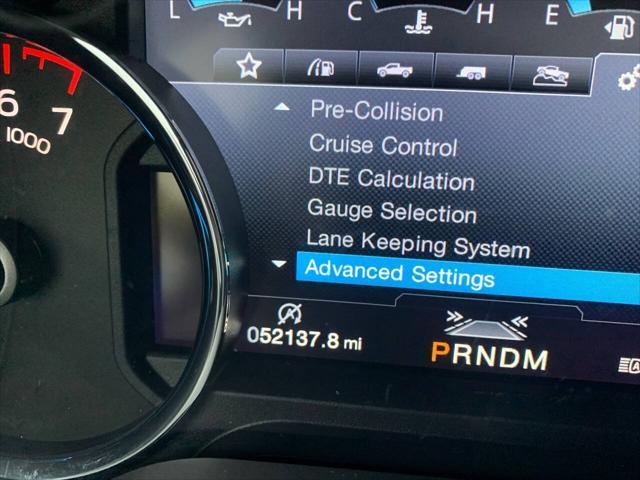 L H C H E
6 7
1000
Pre-Collision
Cruise Control
DTE Calculation
Gauge Selection
Lane Keeping System
Advanced Settings
052137.8 mi
PRNDM
A